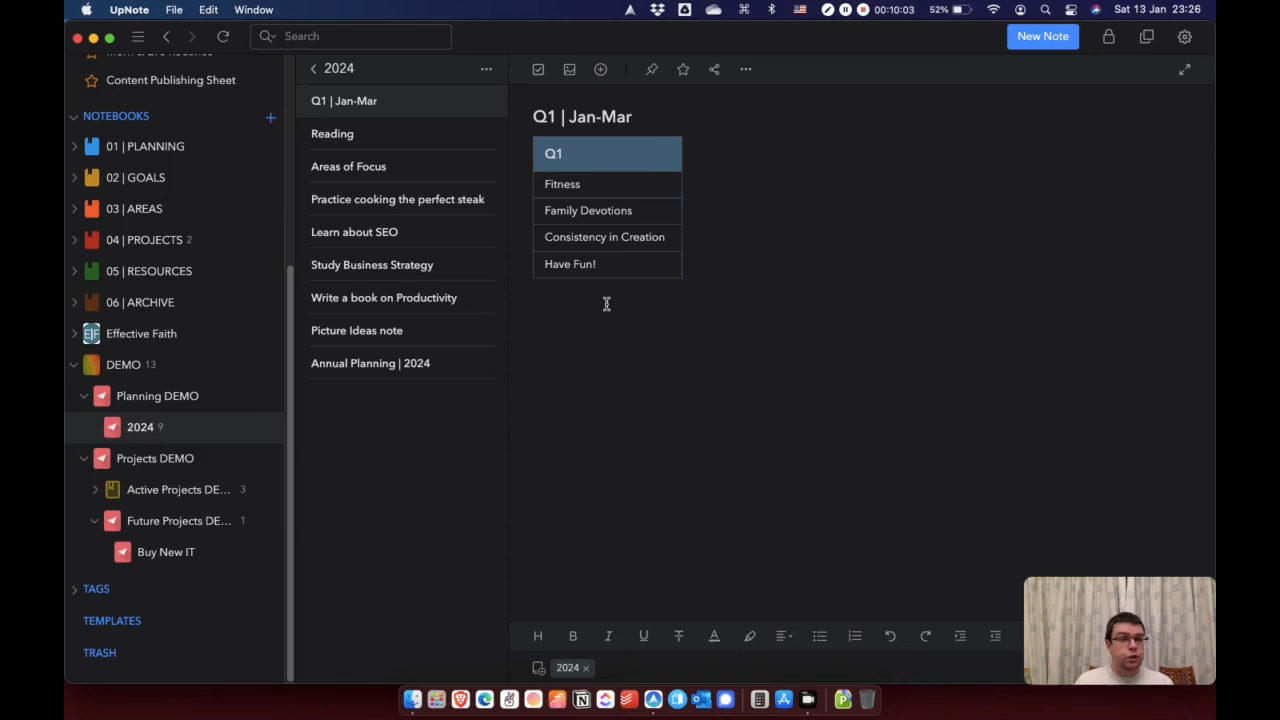 UpNote File Edit Window 00:10:03 52% Sat 13 Jan 23:26
Search New Note
Content Publishing Sheet
NOTEBOOKS
01 | PLANNING
02 | GOALS
03 | AREAS
04 | PROJECTS 2
05 | RESOURCES
06 | ARCHIVE
Effective Faith
DEMO 13
Planning DEMO
2024 9
Projects DEMO
Active Projects DE... 3
Future Projects DE... 1
Buy New IT
TAGS
TEMPLATES
TRASH
2024
Q1 | Jan-Mar
Reading
Areas of Focus
Practice cooking the perfect steak
Learn about SEO
Study Business Strategy
Write a book on Productivity
Picture Ideas note
Annual Planning | 2024
Q1 | Jan-Mar
Q1
Fitness
Family Devotions
Consistency in Creation
Have Fun!
H B I U T A
2024